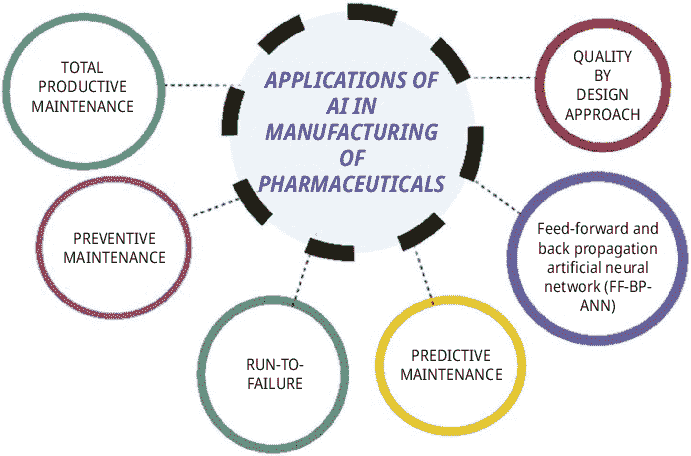 APPLICATIONS OF
AI IN
MANUFACTURING
OF
PHARMACEUTICALS
TOTAL
PRODUCTIVE
MAINTENANCE
QUALITY
BY
DESIGN
APPROACH
PREVENTIVE
MAINTENANCE
Feed-forward and
back propagation
artificial neural
network (FF-BP-
ANN)
RUN-TO-
FAILURE
PREDICTIVE
MAINTENANCE